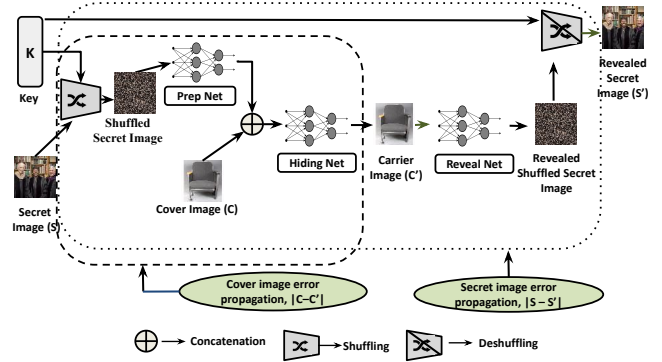 K
Key
Shuffled
Secret Image
Prep Net
Secret
Image (S)
Cover Image (C)
Hiding Net
Carrier
Image (C')
Reveal Net
Revealed
Shuffled Secret
Image
Revealed
Secret
Image (S')
Cover image error
propagation, |C–C'|
Secret image error
propagation, |S – S'|
Concatenation
Shuffling
Deshuffling